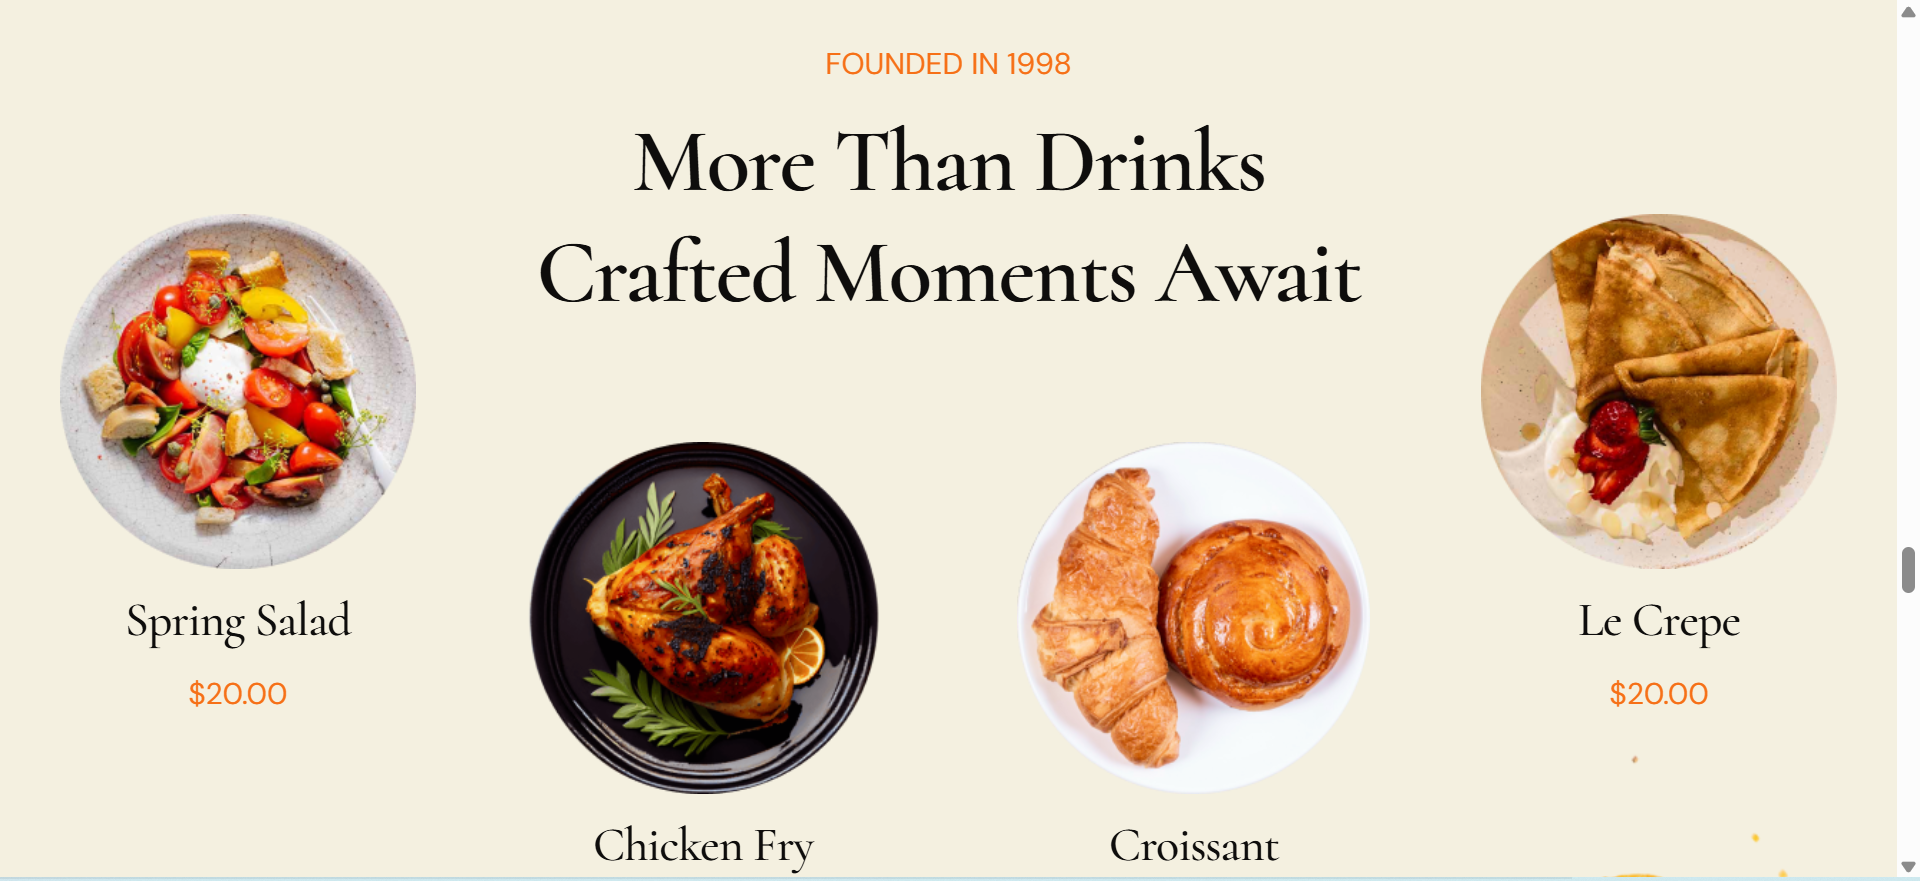 FOUNDED IN 1998
More Than Drinks
Crafted Moments Await
Spring Salad
$20.00
Le Crepe
$20.00
Chicken Fry
Croissant